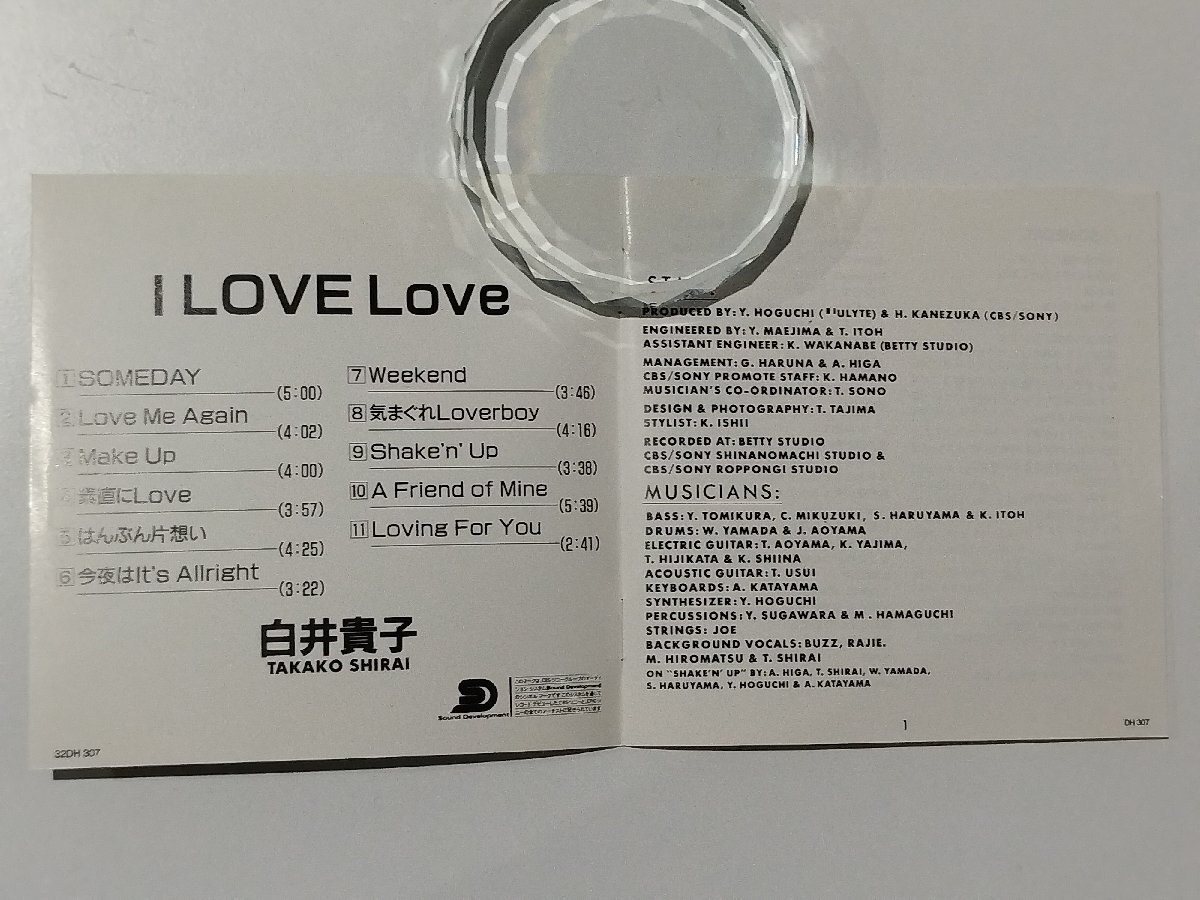 I LOVE Love
1 SOMEDAY (5:00)
2 Love Me Again (4:02)
3 Make Up (4:00)
4 素直にLove (3:57)
5 はんぶん片想い (4:25)
6 今夜はIt's Allright (3:22)
7 Weekend (3:46)
8 気まぐれLoverboy (4:16)
9 Shake'n' Up (3:38)
10 A Friend of Mine (5:39)
11 Loving For You (2:41)
白井貴子
TAKAKO SHIRAI
SD
Sound Development
32DH 307
PRODUCED BY: Y. HOGUCHI & H. KANEZUKA (CBS/SONY)
ENGINEERED BY: Y. MAEJIMA & T. ITOH
ASSISTANT ENGINEER: K. WAKANABE (BETTY STUDIO)
MANAGEMENT: G. HARUNA & A. HIGA
CBS/SONY PROMOTE STAFF: K. HAMANO
MUSICIAN'S CO-ORDINATOR: T. SONO
DESIGN & PHOTOGRAPHY: T. TAJIMA
STYLIST: K. ISHII
RECORDED AT: BETTY STUDIO
CBS/SONY SHINANOMACHI STUDIO &
CBS/SONY ROPPONGI STUDIO
MUSICIANS:
BASS: Y. TOMIKURA, C. MIKUZUKI, S. HARUYAMA & K. ITOH
DRUMS: W. YAMADA & J. AOYAMA
ELECTRIC GUITAR: T. AOYAMA, K. YAJIMA,
T. HIJIKATA & K. SHIINA
ACOUSTIC GUITAR: T. USUI
KEYBOARDS: A. KATAYAMA
SYNTHESIZER: Y. HOGUCHI
PERCUSSIONS: Y. SUGAWARA & M. HAMAGUCHI
STRINGS: JOE
BACKGROUND VOCALS: BUZZ, RAJIE.
M. HIROMATSU & T. SHIRAI
ON "SHAKE'N' UP" BY: A. HIGA, T. SHIRAI, W. YAMADA,
S. HARUYAMA, Y. HOGUCHI & A. KATAYAMA
1
DH 307